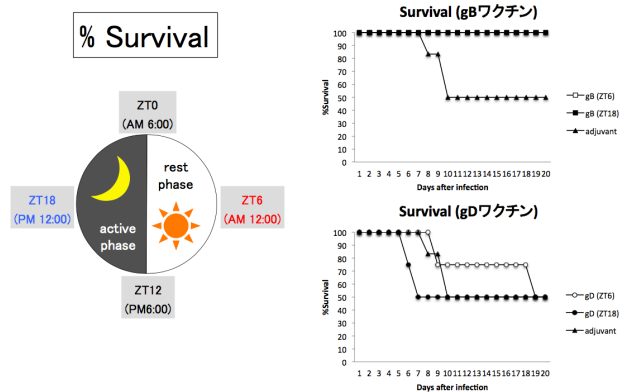 % Survival
ZT0
(AM 6:00)
rest
phase
ZT18
(PM 12:00)
ZT6
(AM 12:00)
active
phase
ZT12
(PM6:00)
Survival (gBワクチン)
%Survival
100
90
80
70
60
50
40
30
20
10
0
1 2 3 4 5 6 7 8 9 10 11 12 13 14 15 16 17 18 19 20
Days after infection
gB (ZT6)
gB (ZT18)
adjuvant
Survival (gDワクチン)
%Survival
100
90
80
70
60
50
40
30
20
10
0
1 2 3 4 5 6 7 8 9 10 11 12 13 14 15 16 17 18 19 20
Days after infection
gD (ZT6)
gD (ZT18)
adjuvant